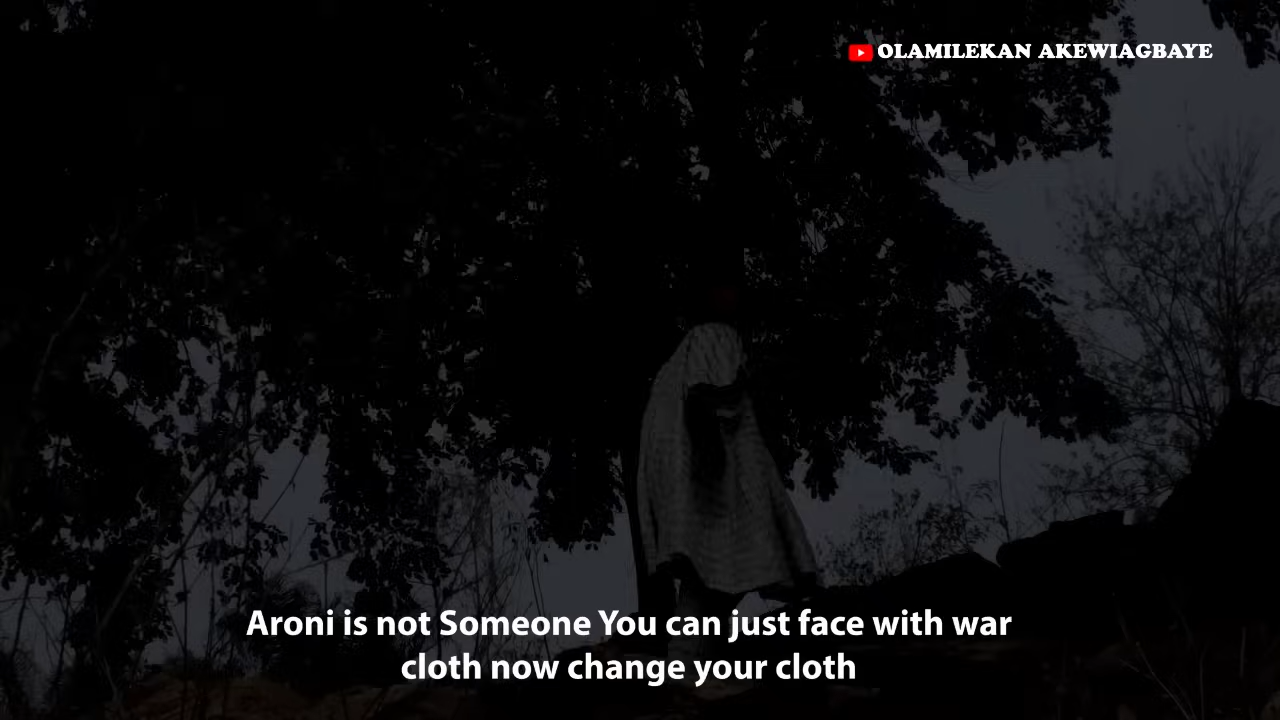 OLAMILEKAN AKEWIAGBAYE
Aroni is not Someone You can just face with war
cloth now change your cloth